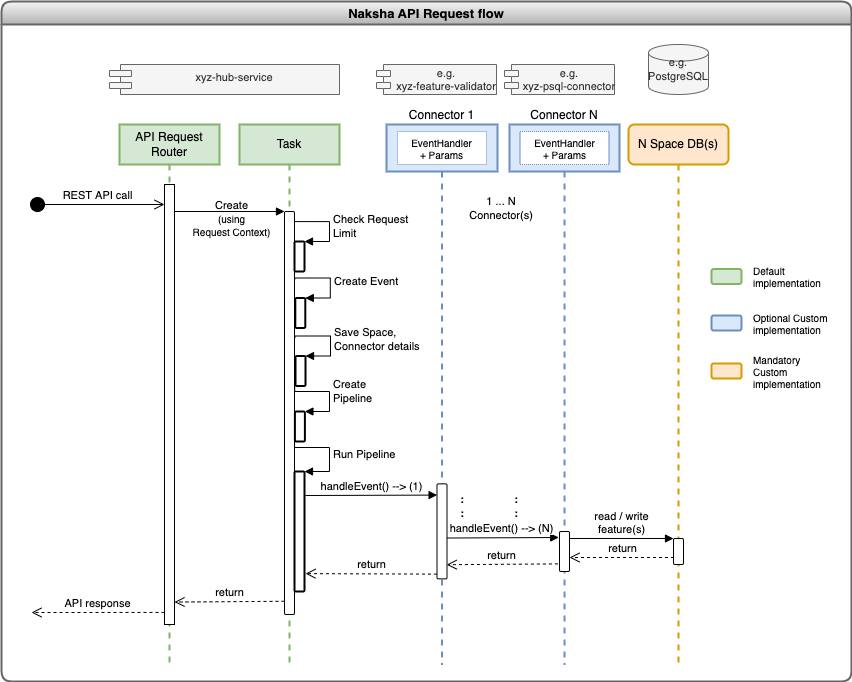 Naksha API Request flow
xyz-hub-service
e.g.
xyz-feature-validator
e.g.
xyz-psql-connector
e.g.
PostgreSQL
Connector 1
Connector N
API Request
Router
Task
EventHandler
+ Params
EventHandler
+ Params
N Space DB(s)
REST API call
Create
(using
Request Context)
1 ... N
Connector(s)
Check Request
Limit
Create Event
Save Space,
Connector details
Create
Pipeline
Run Pipeline
handleEvent() --> (1)
:
:
:
:
handleEvent() --> (N)
read / write
feature(s)
return
return
return
return
API response
Default
implementation
Optional Custom
implementation
Mandatory
Custom
implementation